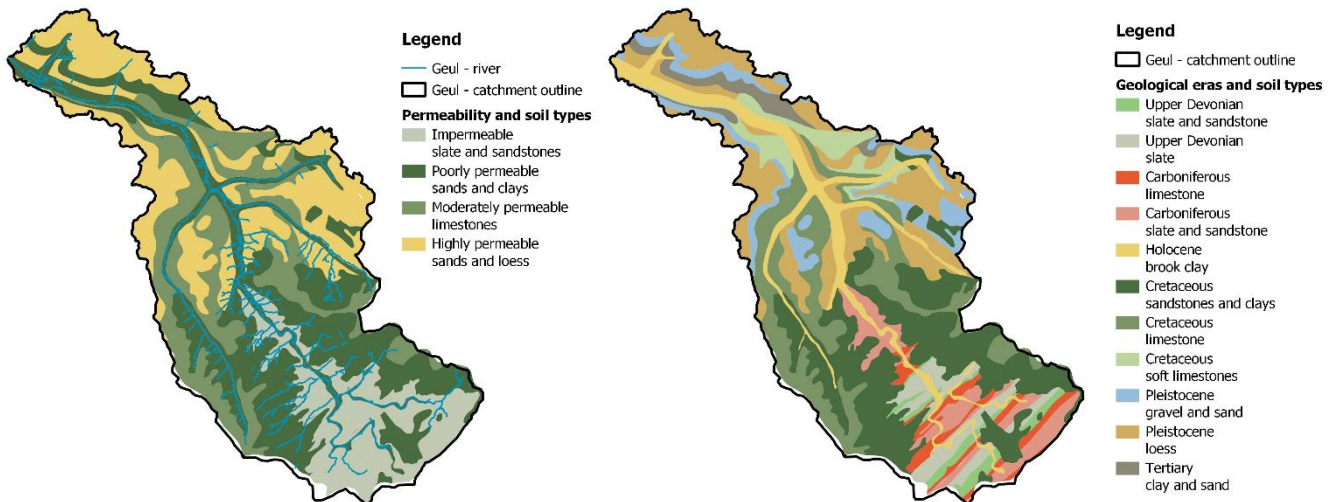 Legend
Geul - river
Geul - catchment outline
Permeability and soil types
Impermeable
slate and sandstones
Poorly permeable
sands and clays
Moderately permeable
limestones
Highly permeable
sands and loess
Legend
Geul - catchment outline
Geological eras and soil types
Upper Devonian
slate and sandstone
Upper Devonian
slate
Carboniferous
limestone
Carboniferous
slate and sandstone
Holocene
brook clay
Cretaceous
sandstones and clays
Cretaceous
limestone
Cretaceous
soft limestones
Pleistocene
gravel and sand
Pleistocene
loess
Tertiary
clay and sand